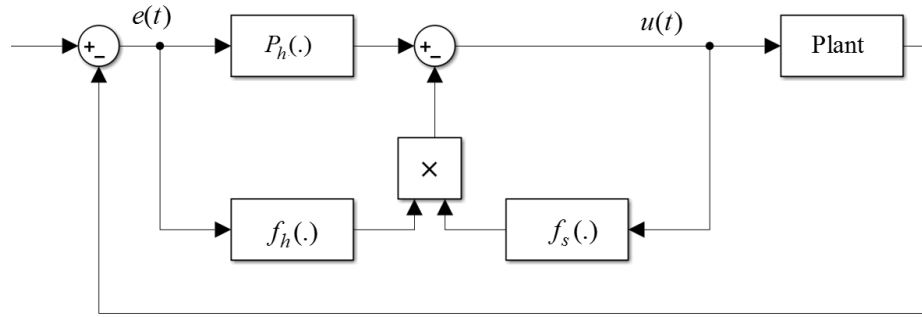 e(t)
u(t)
+
−
P_h(.)
+
−
Plant
×
f_h(.)
f_s(.)